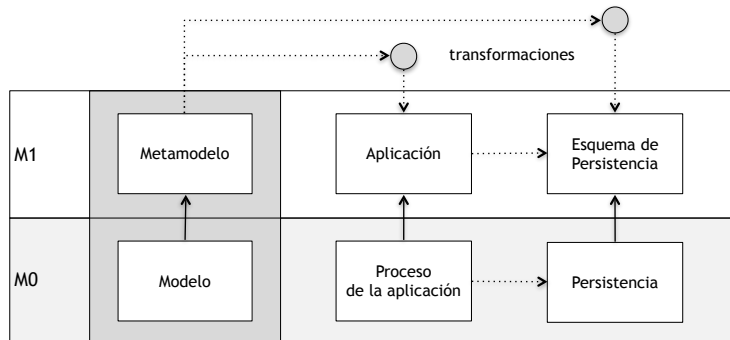 transformaciones
M1
Metamodelo
Aplicación
Esquema de
Persistencia
M0
Modelo
Proceso
de la aplicación
Persistencia